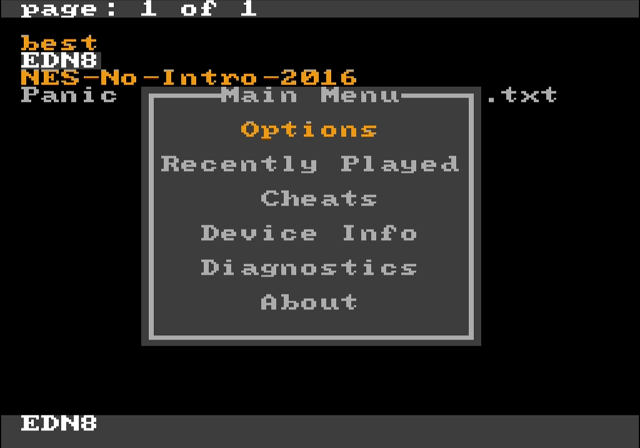 page: 1 of 1
best
EDN8
NES-No-Intro-2016
Panic .txt
Main Menu
Options
Recently Played
Cheats
Device Info
Diagnostics
About
EDN8